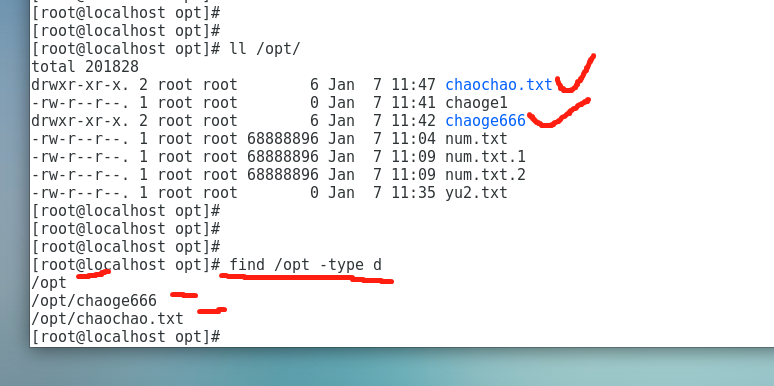 [root@localhost opt]#
[root@localhost opt]#
[root@localhost opt]# ll /opt/
total 201828
drwxr-xr-x. 2 root root        6 Jan  7 11:47 chaochao.txt
-rw-r--r--. 1 root root        0 Jan  7 11:41 chaoge1
drwxr-xr-x. 2 root root        6 Jan  7 11:42 chaoge666
-rw-r--r--. 1 root root 68888896 Jan  7 11:04 num.txt
-rw-r--r--. 1 root root 68888896 Jan  7 11:09 num.txt.1
-rw-r--r--. 1 root root 68888896 Jan  7 11:09 num.txt.2
-rw-r--r--. 1 root root        0 Jan  7 11:35 yu2.txt
[root@localhost opt]#
[root@localhost opt]#
[root@localhost opt]#
[root@localhost opt]# find /opt -type d
/opt
/opt/chaoge666
/opt/chaochao.txt
[root@localhost opt]#